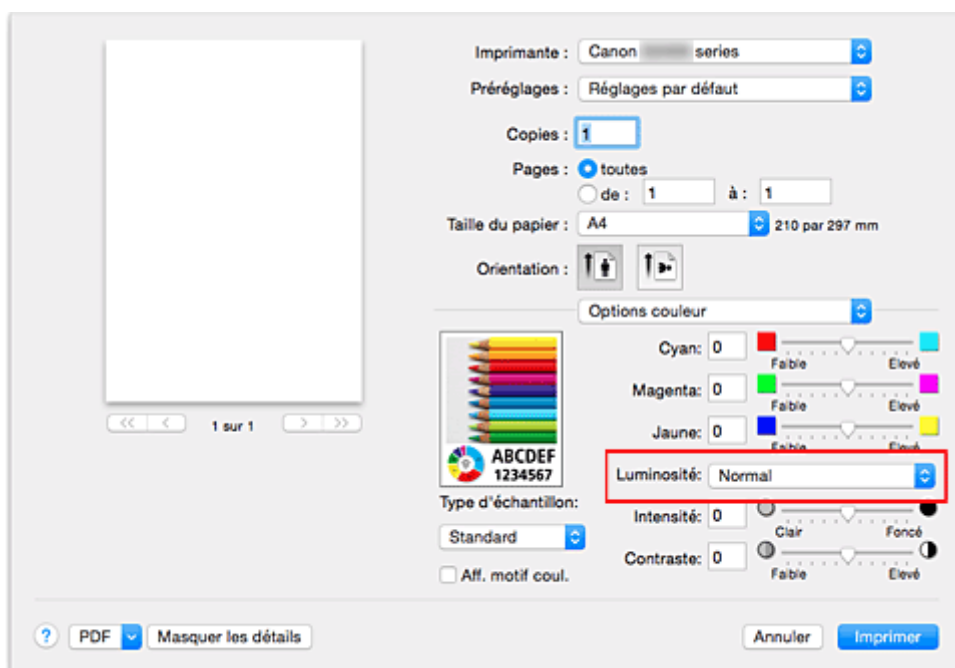 Imprimante : Canon series
Préréglages : Réglages par défaut
Copies : 1
Pages : toutes
de : 1 à : 1
Taille du papier : A4 210 par 297 mm
Orientation :
Options couleur
Cyan: 0
Faible Elevé
Magenta: 0
Faible Elevé
Jaune: 0
Faible Elevé
Luminosité: Normal
Intensité: 0
Clair Foncé
Contraste: 0
Faible Elevé
ABCDEF
1234567
Type d'échantillon:
Standard
Aff. motif coul.
<< < 1 sur 1 > >>
? PDF Masquer les détails Annuler Imprimer